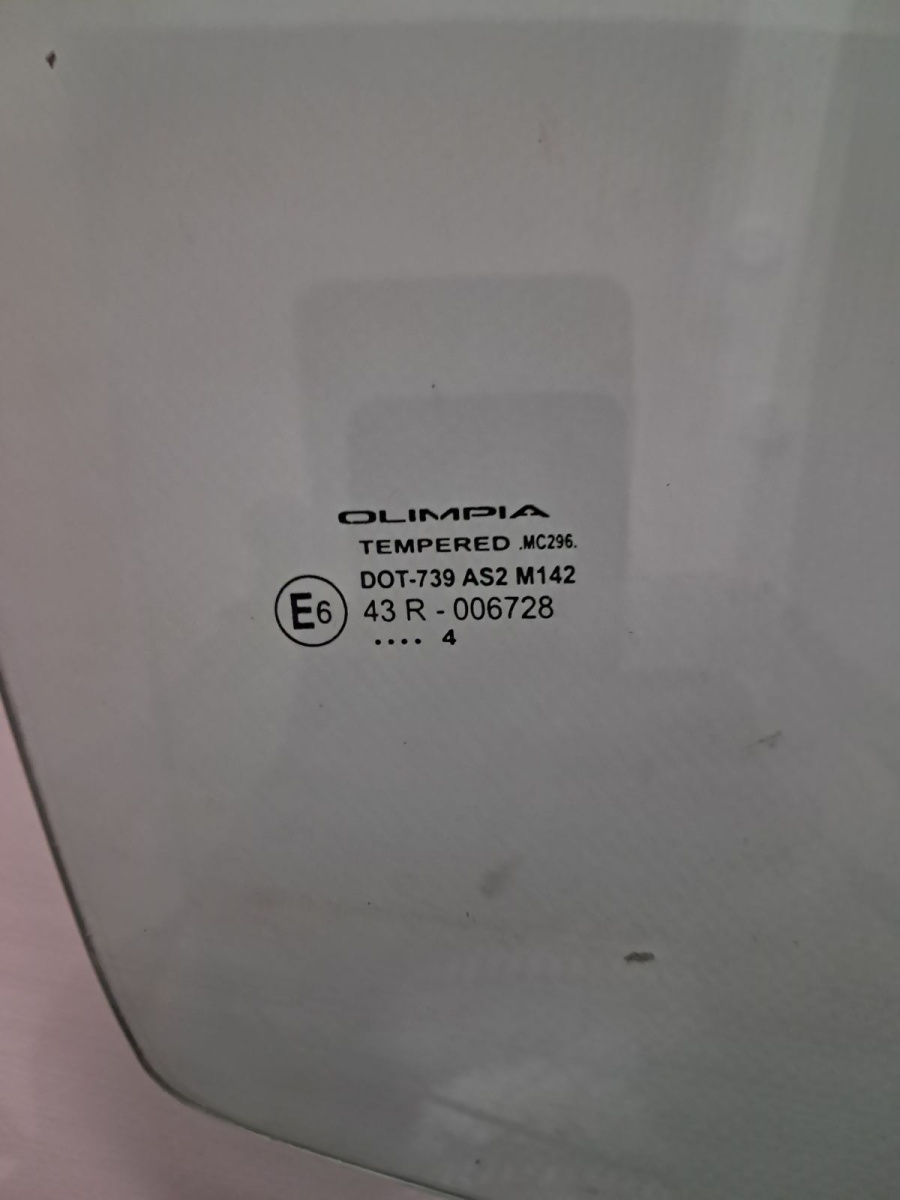 OLIMPIA
TEMPERED .MC296.
DOT-739 AS2 M142
E6 43 R - 006728
.... 4